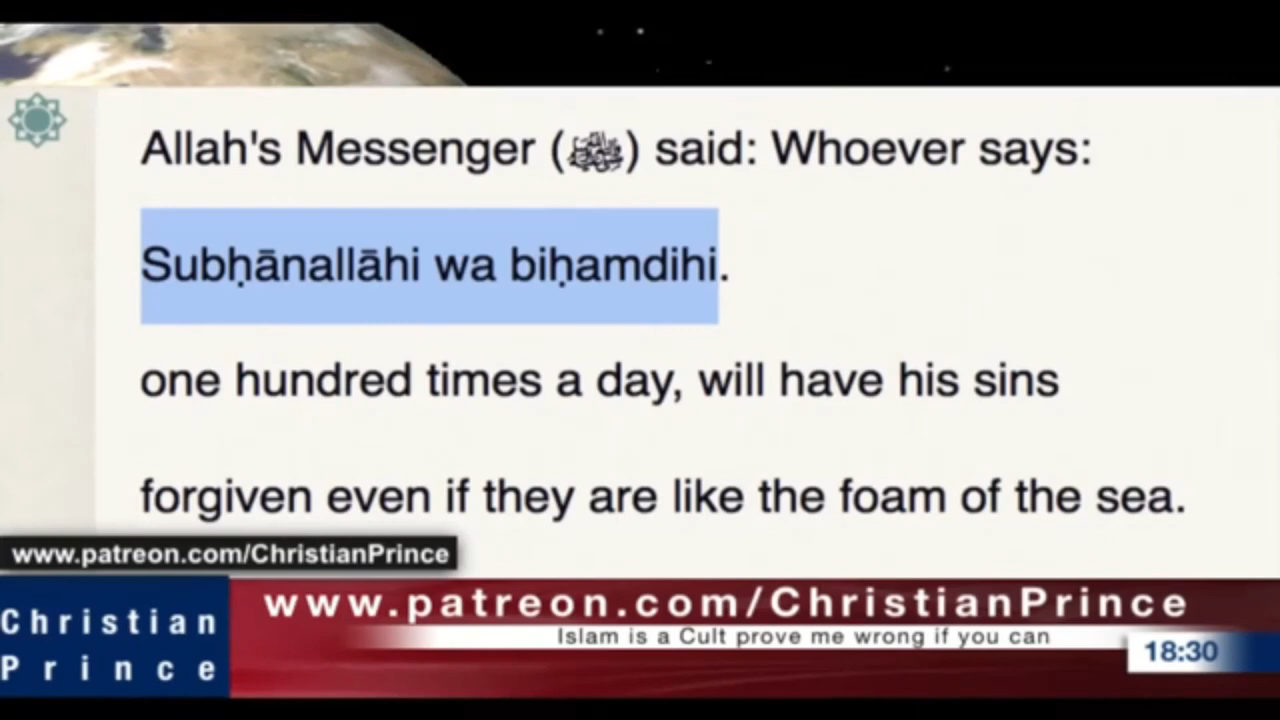 Allah's Messenger (ﷺ) said: Whoever says:
Subḥānallāhi wa biḥamdihi.
one hundred times a day, will have his sins
forgiven even if they are like the foam of the sea.
www.patreon.com/ChristianPrince
Christian
Prince
www.patreon.com/ChristianPrince
Islam is a Cult prove me wrong if you can
18:30